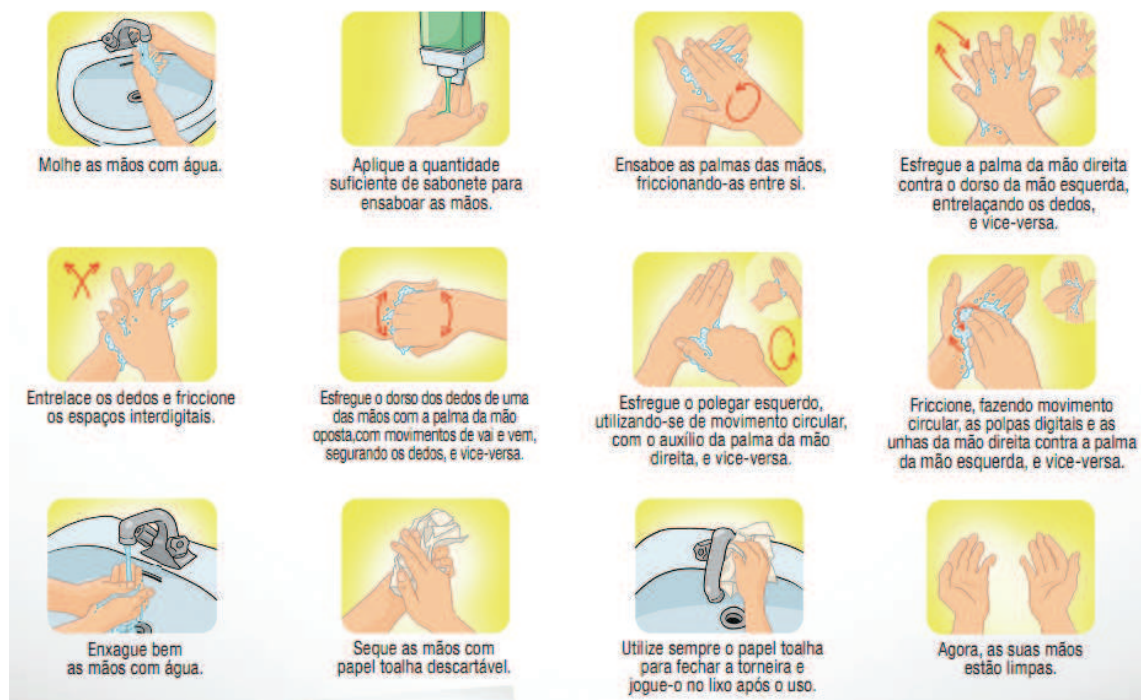 Molhe as mãos com água.
Aplique a quantidade
suficiente de sabonete para
ensaboar as mãos.
Ensaboe as palmas das mãos,
friccionando-as entre si.
Esfregue a palma da mão direita
contra o dorso da mão esquerda,
entrelaçando os dedos,
e vice-versa.
Entrelace os dedos e friccione
os espaços interdigitais.
Esfregue o dorso dos dedos de uma
das mãos com a palma da mão
oposta,com movimentos de vai e vem,
segurando os dedos, e vice-versa.
Esfregue o polegar esquerdo,
utilizando-se de movimento circular,
com o auxílio da palma da mão
direita, e vice-versa.
Friccione, fazendo movimento
circular, as polpas digitais e as
unhas da mão direita contra a palma
da mão esquerda, e vice-versa.
Enxague bem
as mãos com água.
Seque as mãos com
papel toalha descartável.
Utilize sempre o papel toalha
para fechar a torneira e
jogue-o no lixo após o uso.
Agora, as suas mãos
estão limpas.